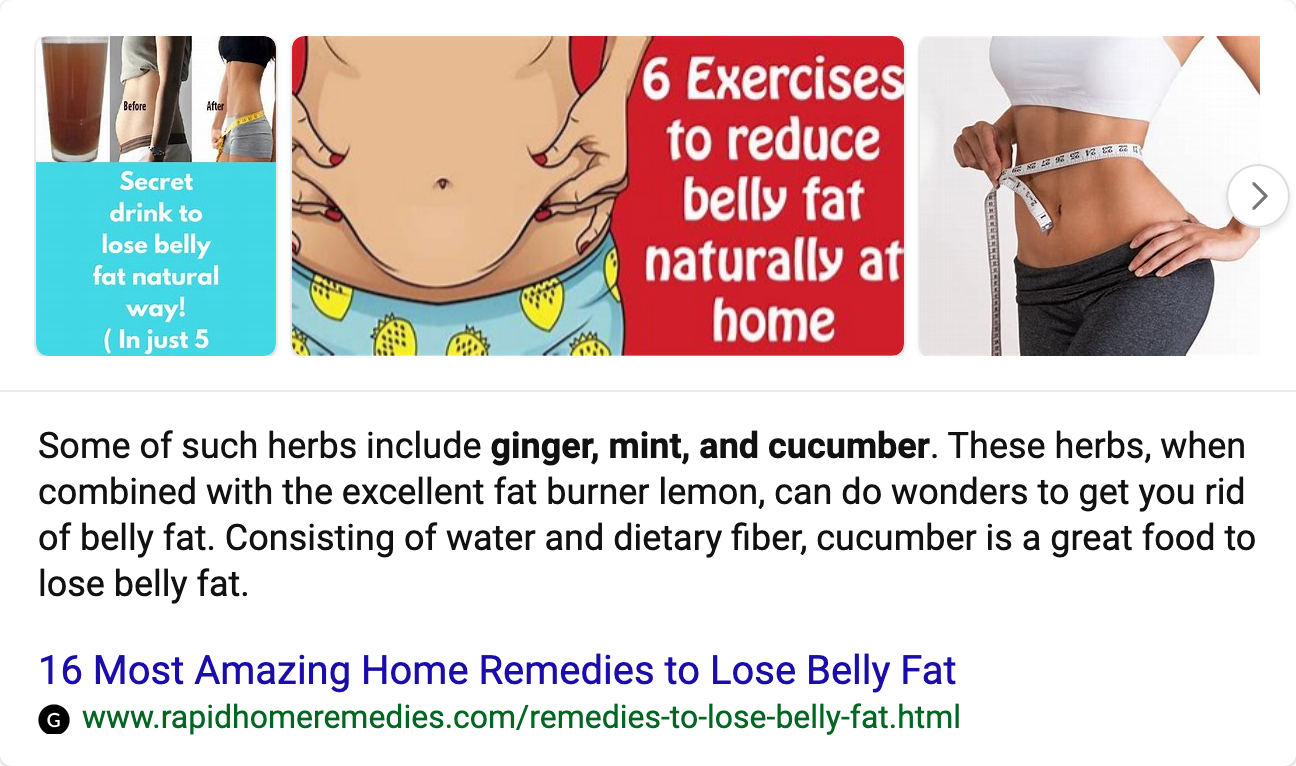 Before
After
Secret
drink to
lose belly
fat natural
way!
( In just 5
6 Exercises
to reduce
belly fat
naturally at
home
Some of such herbs include ginger, mint, and cucumber. These herbs, when
combined with the excellent fat burner lemon, can do wonders to get you rid
of belly fat. Consisting of water and dietary fiber, cucumber is a great food to
lose belly fat.
16 Most Amazing Home Remedies to Lose Belly Fat
G www.rapidhomeremedies.com/remedies-to-lose-belly-fat.html